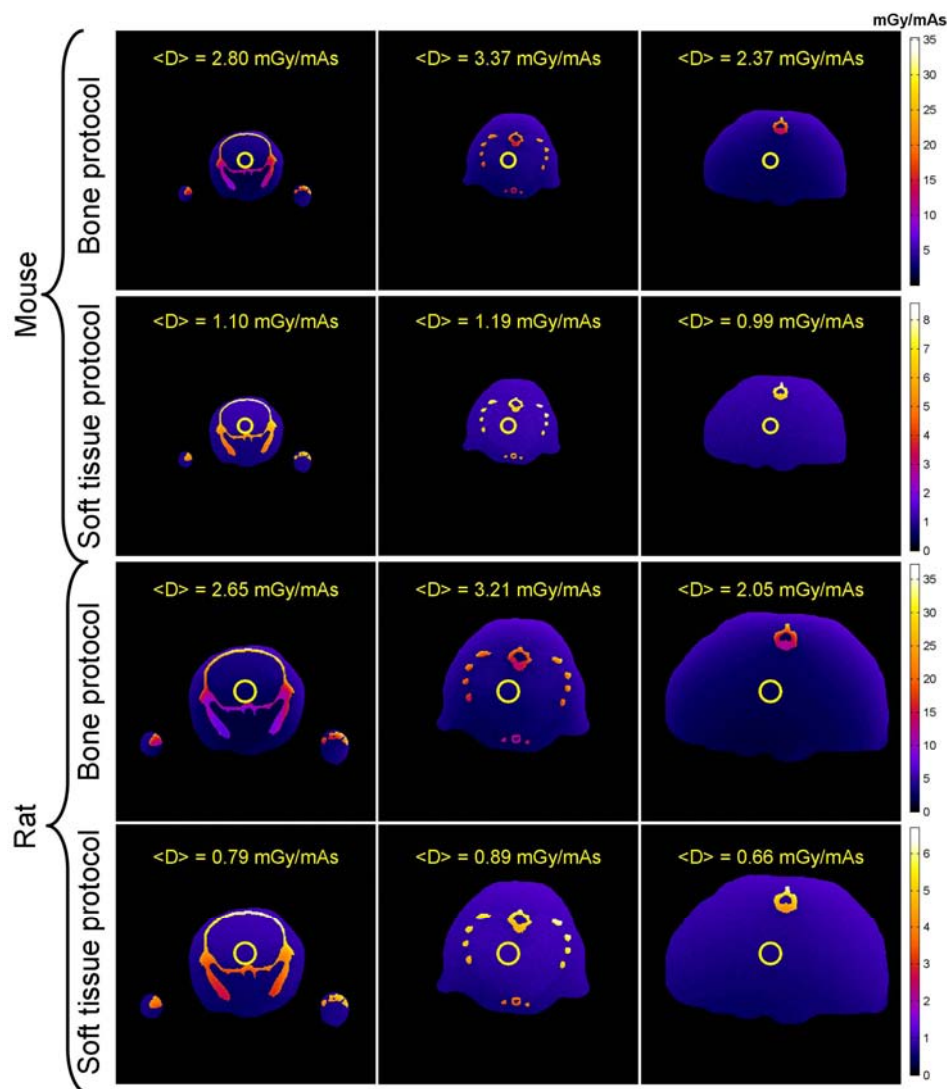 mGy/mAs
Mouse
Bone protocol
<D> = 2.80 mGy/mAs
<D> = 3.37 mGy/mAs
<D> = 2.37 mGy/mAs
35
30
25
20
15
10
5
0
Soft tissue protocol
<D> = 1.10 mGy/mAs
<D> = 1.19 mGy/mAs
<D> = 0.99 mGy/mAs
8
7
6
5
4
3
2
1
0
Rat
Bone protocol
<D> = 2.65 mGy/mAs
<D> = 3.21 mGy/mAs
<D> = 2.05 mGy/mAs
35
30
25
20
15
10
5
0
Soft tissue protocol
<D> = 0.79 mGy/mAs
<D> = 0.89 mGy/mAs
<D> = 0.66 mGy/mAs
6
5
4
3
2
1
0